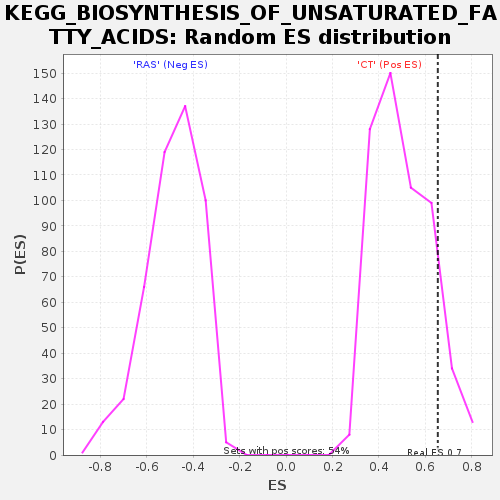 KEGG_BIOSYNTHESIS_OF_UNSATURATED_FA
TTY_ACIDS: Random ES distribution
'RAS' (Neg ES) 'CT' (Pos ES)
150
140
130
120
110
100
90
80
70
60
50
40
30
20
10
0
P(ES)
Sets with pos scores: 54%
Real ES 0.7
-0.8 -0.6 -0.4 -0.2 0.0 0.2 0.4 0.6 0.8
ES